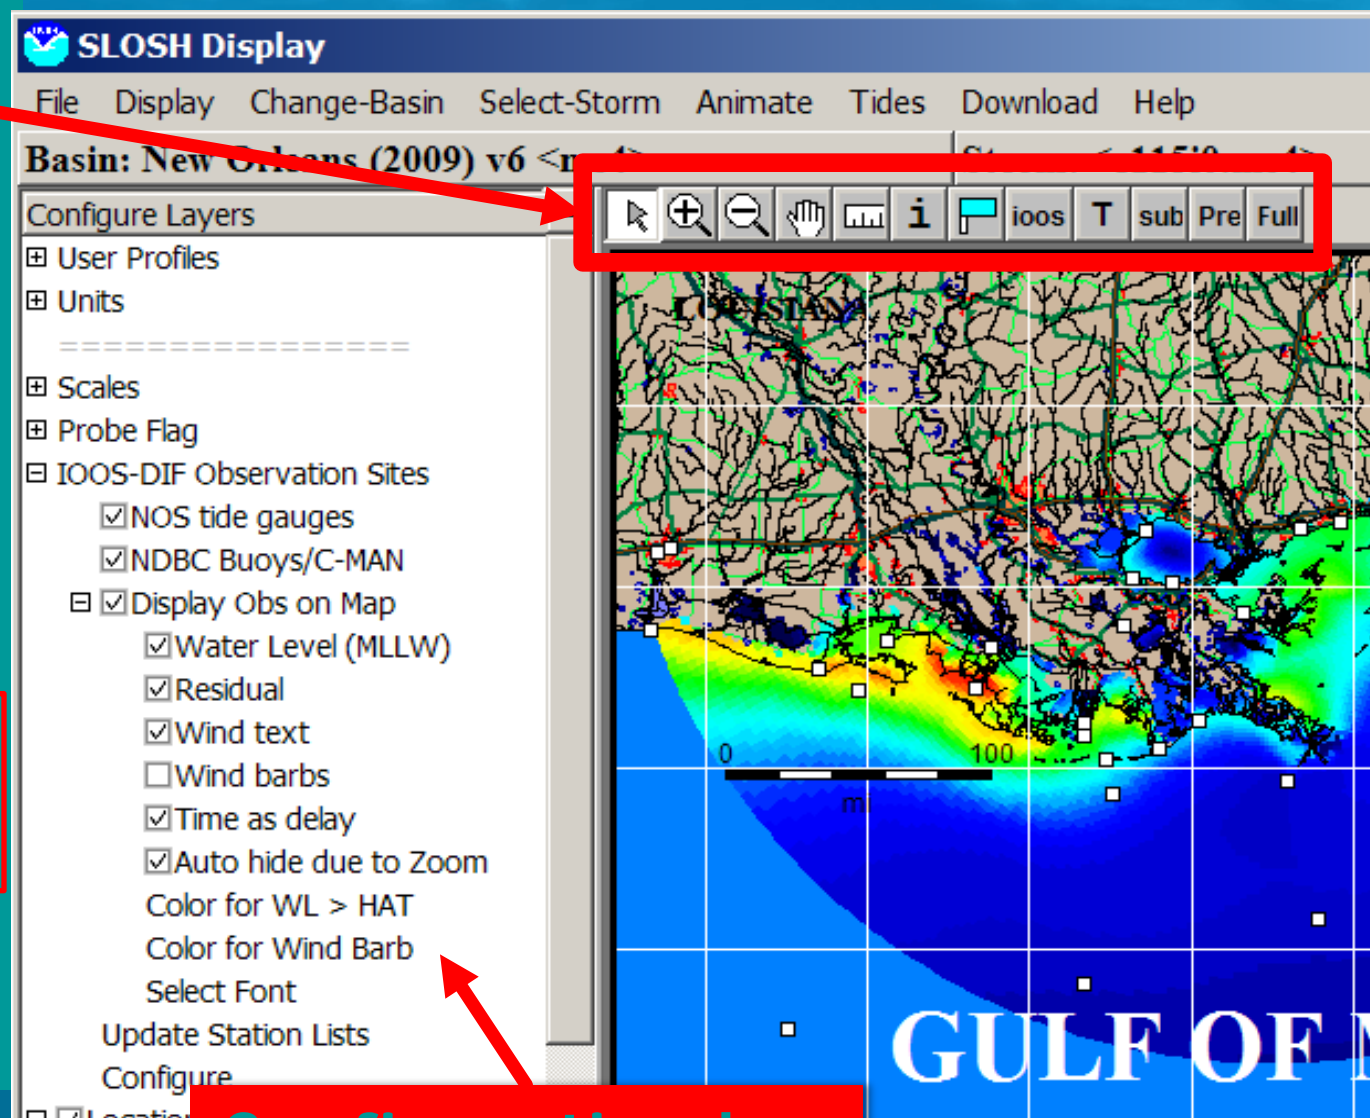 SLOSH Display
File Display Change-Basin Select-Storm Animate Tides Download Help
Basin: New Orleans (2009) v6
Configure Layers
i ioos T sub Pre Full
User Profiles
Units
=================
Scales
Probe Flag
IOOS-DIF Observation Sites
NOS tide gauges
NDBC Buoys/C-MAN
Display Obs on Map
Water Level (MLLW)
Residual
Wind text
Wind barbs
Time as delay
Auto hide due to Zoom
Color for WL > HAT
Color for Wind Barb
Select Font
Update Station Lists
Configure
LOUISIANA
0 100
mi
GULF OF